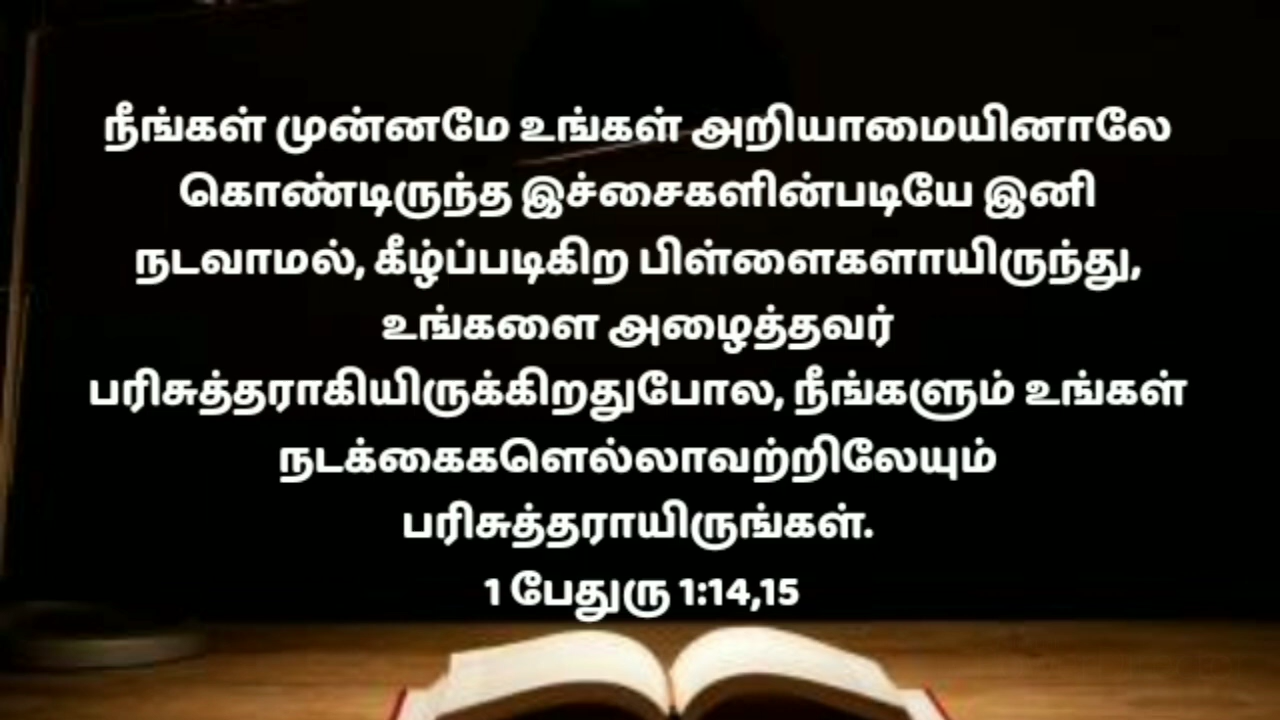 நீங்கள் முன்னமே உங்கள் அறியாமையினாலே
கொண்டிருந்த இச்சைகளின்படியே இனி
நடவாமல், கீழ்ப்படிகிற பிள்ளைகளாயிருந்து,
உங்களை அழைத்தவர்
பரிசுத்தராகியிருக்கிறதுபோல, நீங்களும் உங்கள்
நடக்கைகளெல்லாவற்றிலேயும்
பரிசுத்தராயிருங்கள்.
1 பேதுரு 1:14,15